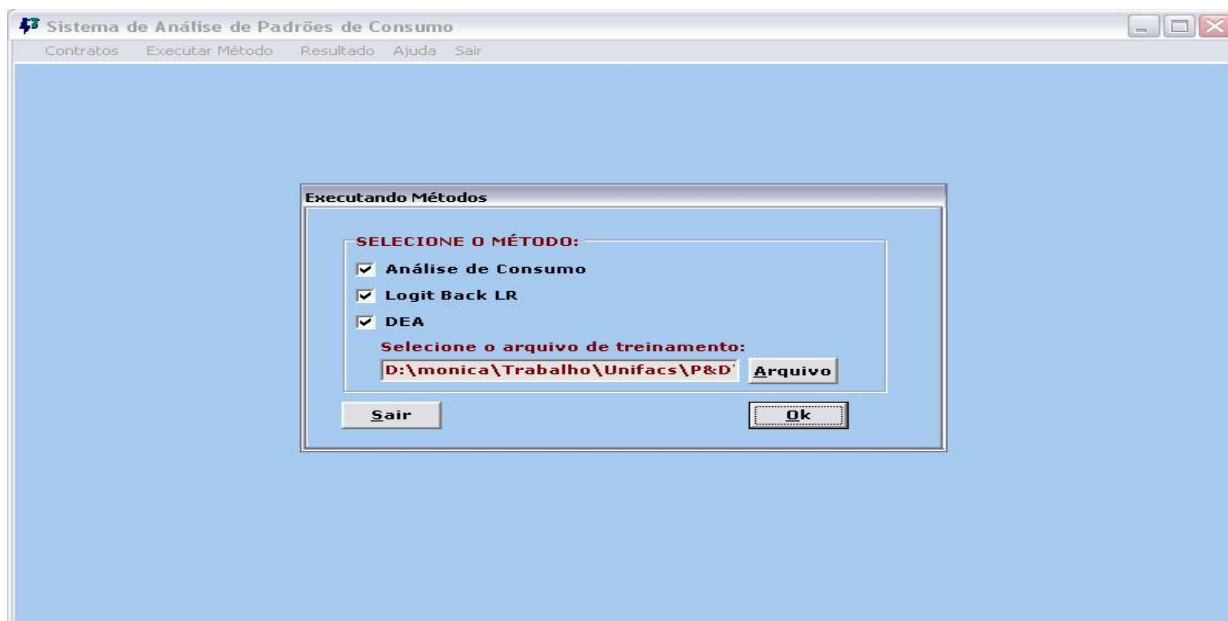 Sistema de Análise de Padrões de Consumo
Contratos Executar Método Resultado Ajuda Sair
Executando Métodos
SELECIONE O MÉTODO:
Análise de Consumo
Logit Back LR
DEA
Selecione o arquivo de treinamento:
D:\monica\Trabalho\Unifacs\P&D Arquivo
Sair Ok